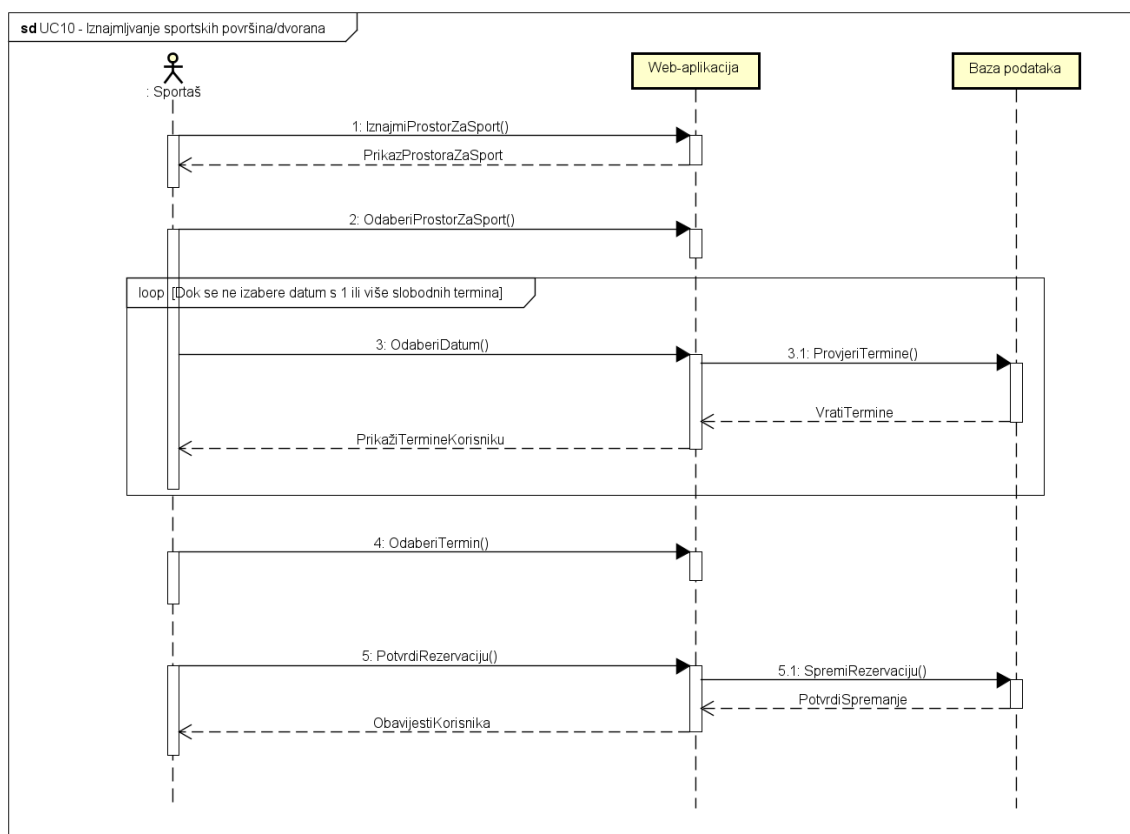 sd UC10 - Iznajmljvanje sportskih površina/dvorana
: Sportaš
Web-aplikacija
Baza podataka
1: IznajmiProstorZaSport()
PrikazProstoraZaSport
2: OdaberiProstorZaSport()
loop [Dok se ne izabere datum s 1 ili više slobodnih termina]
3: OdaberiDatum()
3.1: ProvjeriTermine()
VratiTermine
PrikažiTermineKorisniku
4: OdaberiTermin()
5: PotvrdiRezervaciju()
5.1: SpremiRezervaciju()
PotvrdiSpremanje
ObavijestiKorisnika